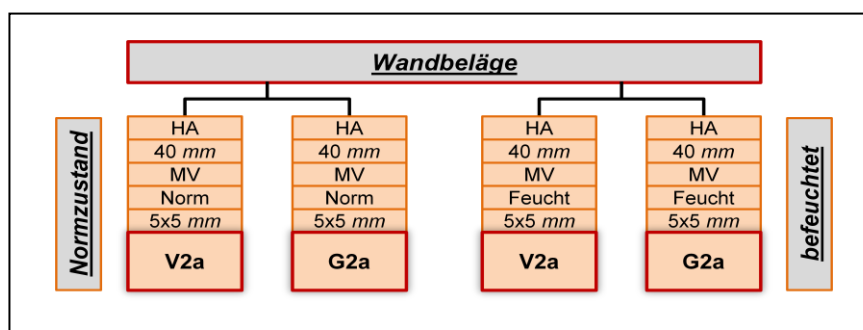 Wandbeläge
Normzustand
HA
40 mm
MV
Norm
5x5 mm
V2a
HA
40 mm
MV
Norm
5x5 mm
G2a
HA
40 mm
MV
Feucht
5x5 mm
V2a
HA
40 mm
MV
Feucht
5x5 mm
G2a
befeuchtet